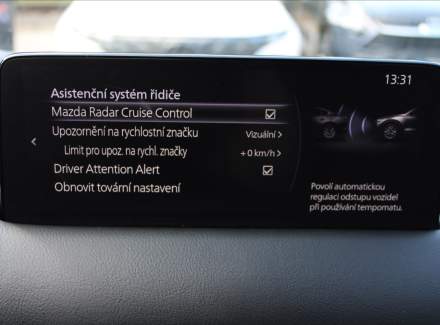 13:31
Asistenční systém řidiče
Mazda Radar Cruise Control
Upozornění na rychlostní značku Vizuální >
Limit pro upoz. na rychl. značky +0 km/h >
Driver Attention Alert
Obnovit tovární nastavení
Povolí automatickou
regulaci odstupu vozidel
při používání tempomatu.